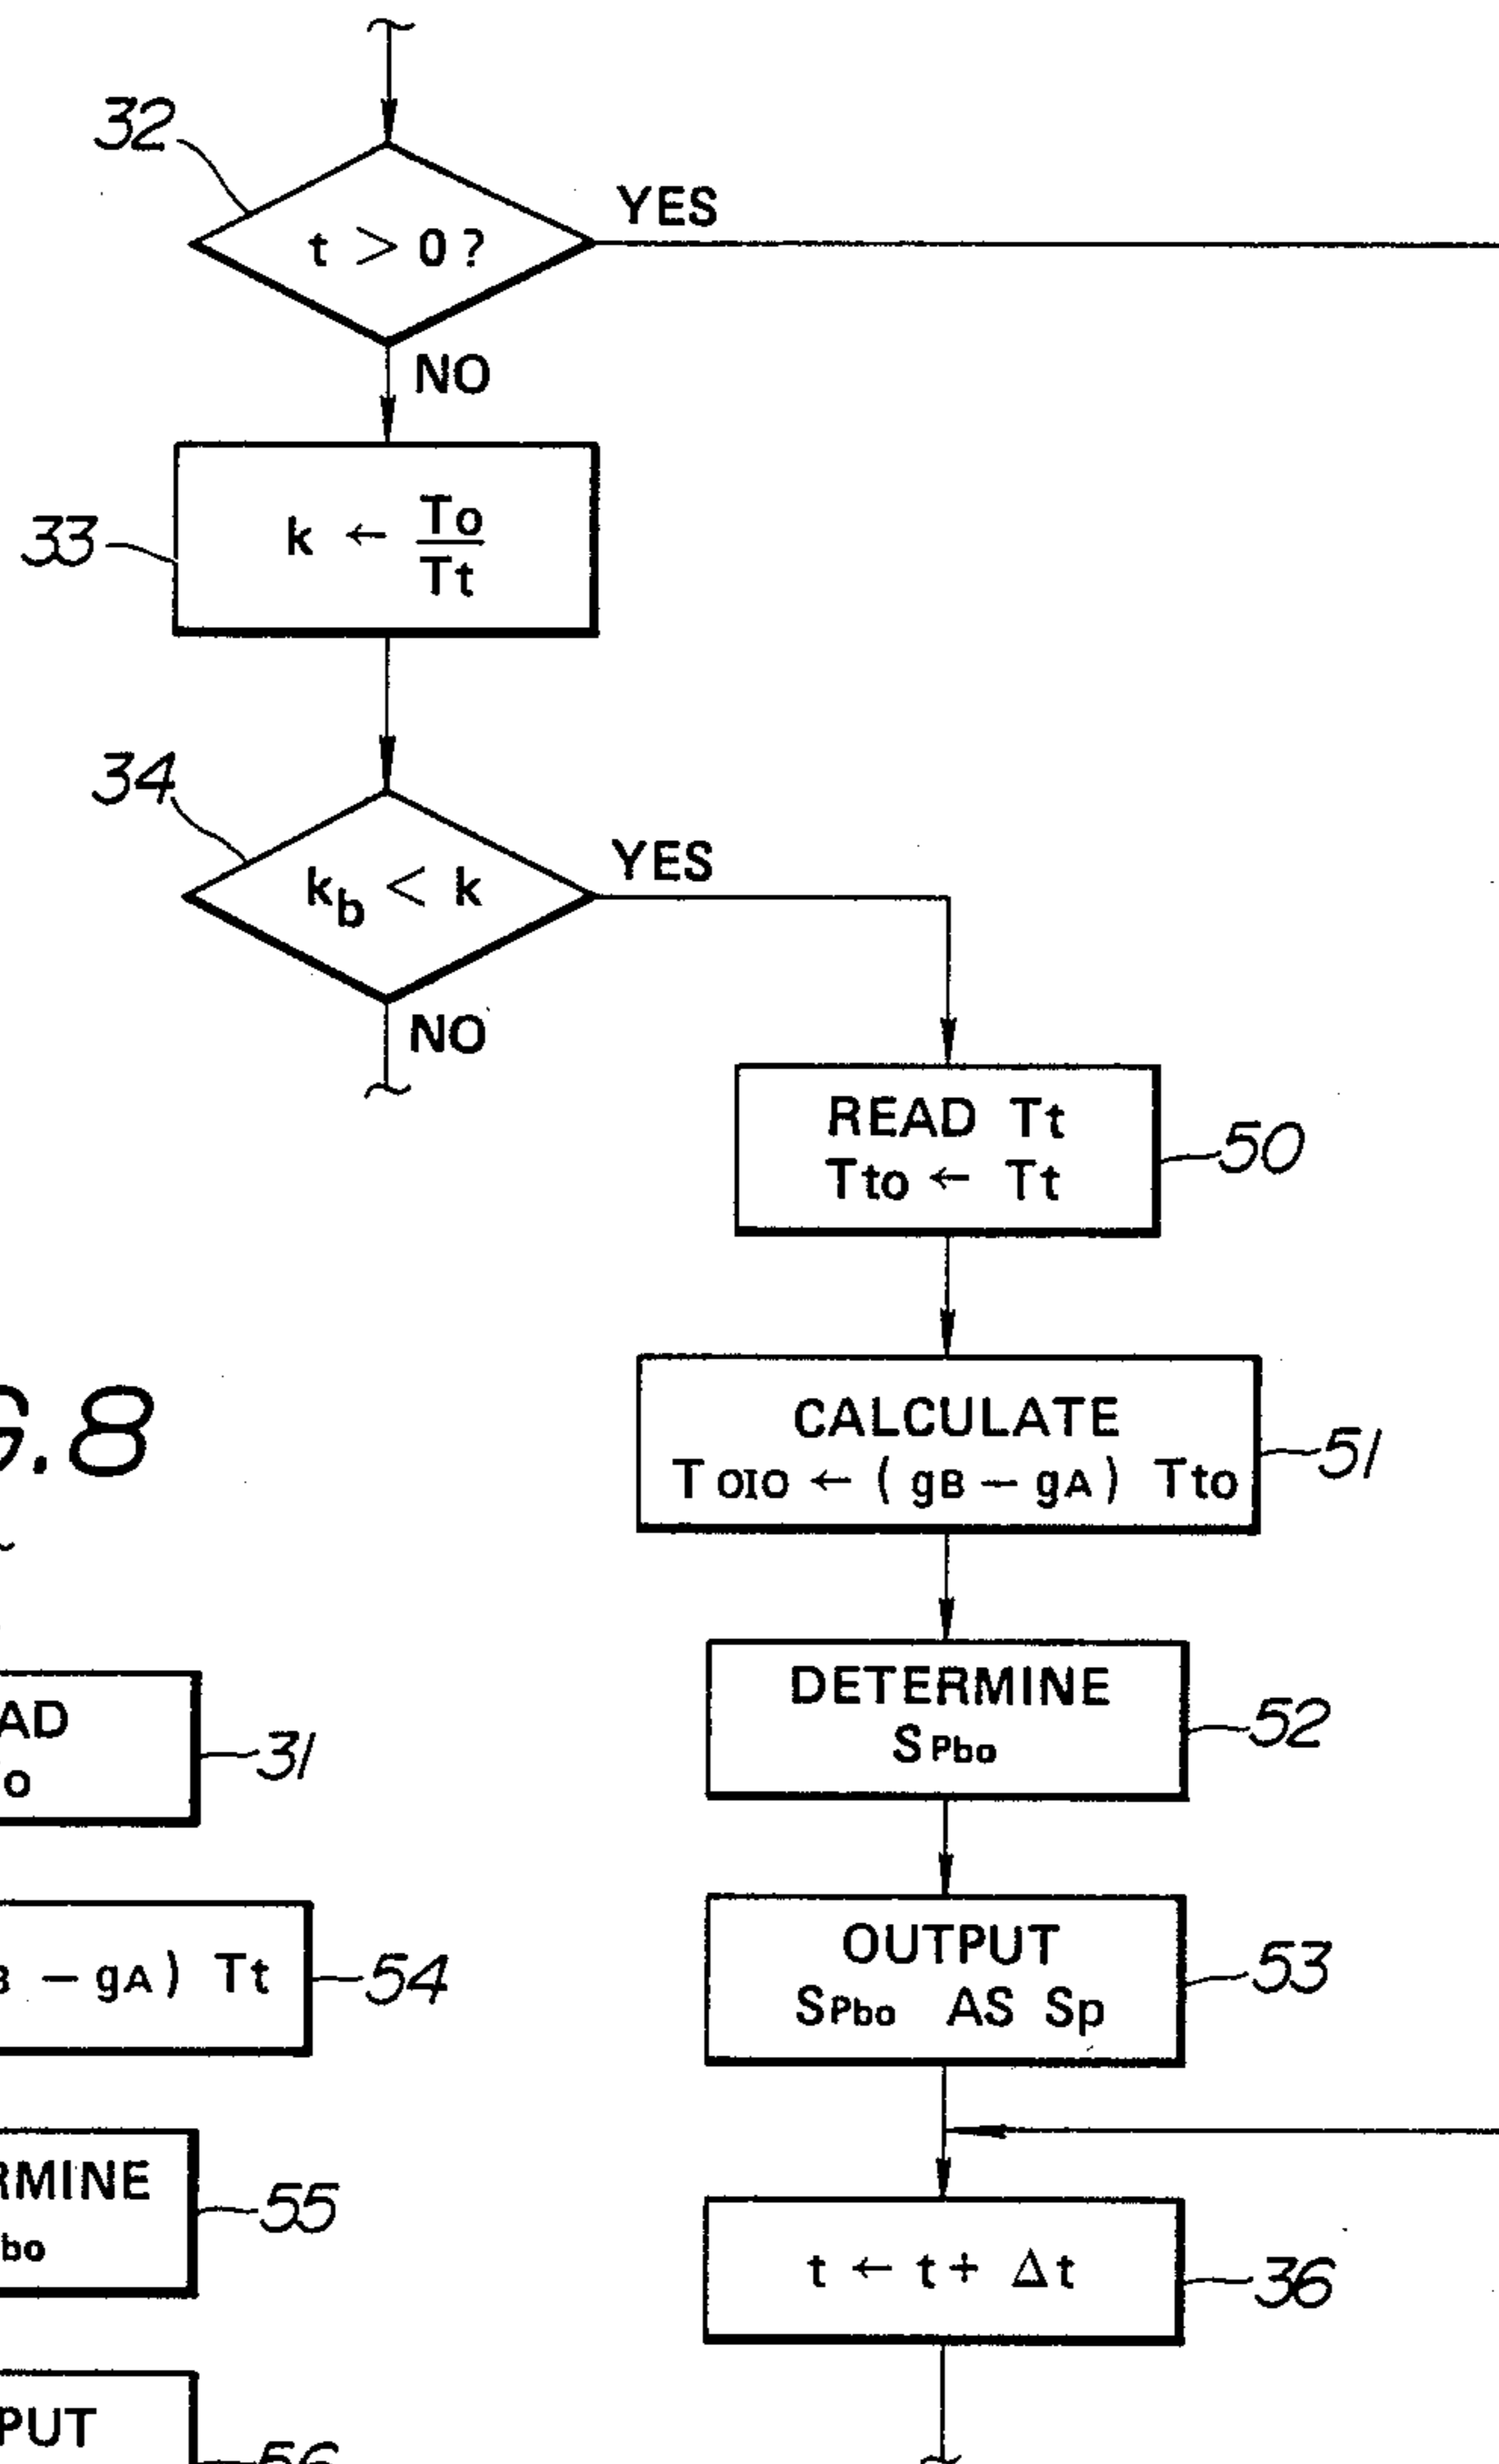 32
t > 0 ?
YES
NO
33
k ← To
Tt
34
kb < k
YES
NO
READ Tt
Tto ← Tt
50
CALCULATE
TOIO ← ( gB – gA ) Tto
51
DETERMINE
SPbo
52
OUTPUT
SPbo AS Sp
53
t ← t + Δt
36
G.8
AD
o
31
B – gA ) Tt
54
RMINE
bo
55
PUT
56